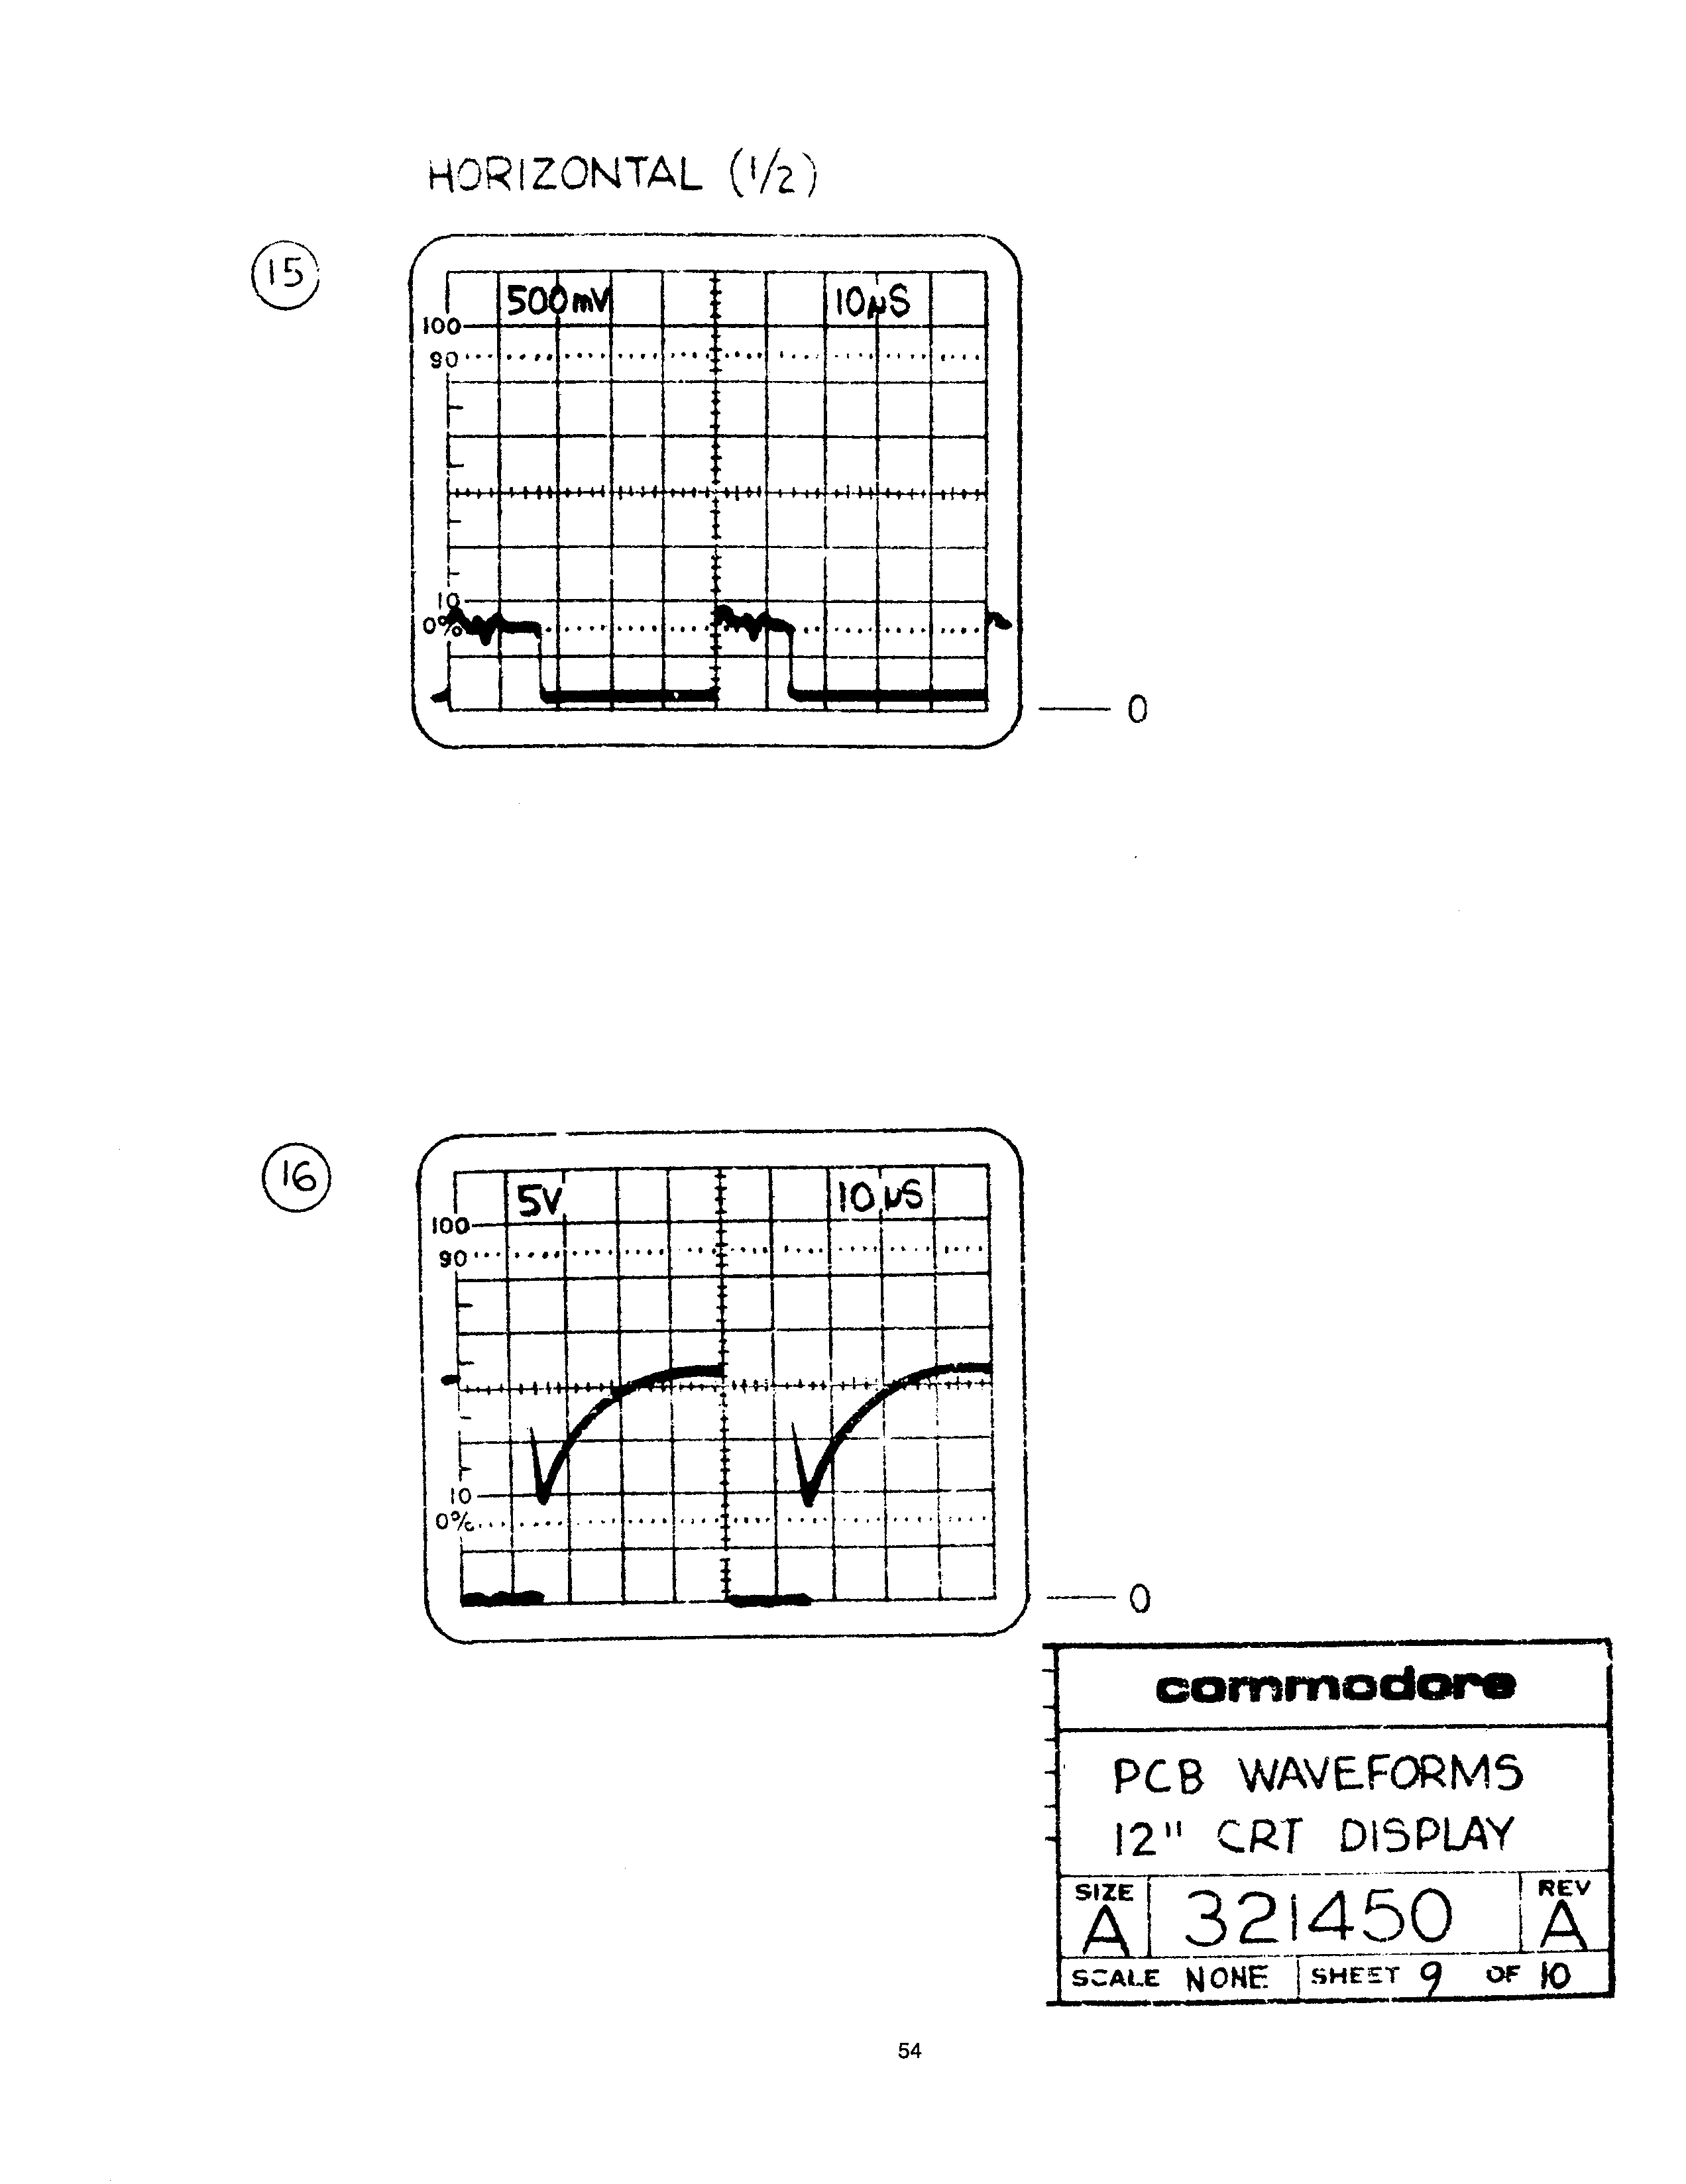 HORIZONTAL (1/2)
15
500mV 10µS
100
90
10
0%
0
16
5V 10µS
100
90
10
0%
0
commodore
PCB WAVEFORMS
12" CRT DISPLAY
SIZE A 321450 REV A
SCALE NONE SHEET 9 OF 10
54